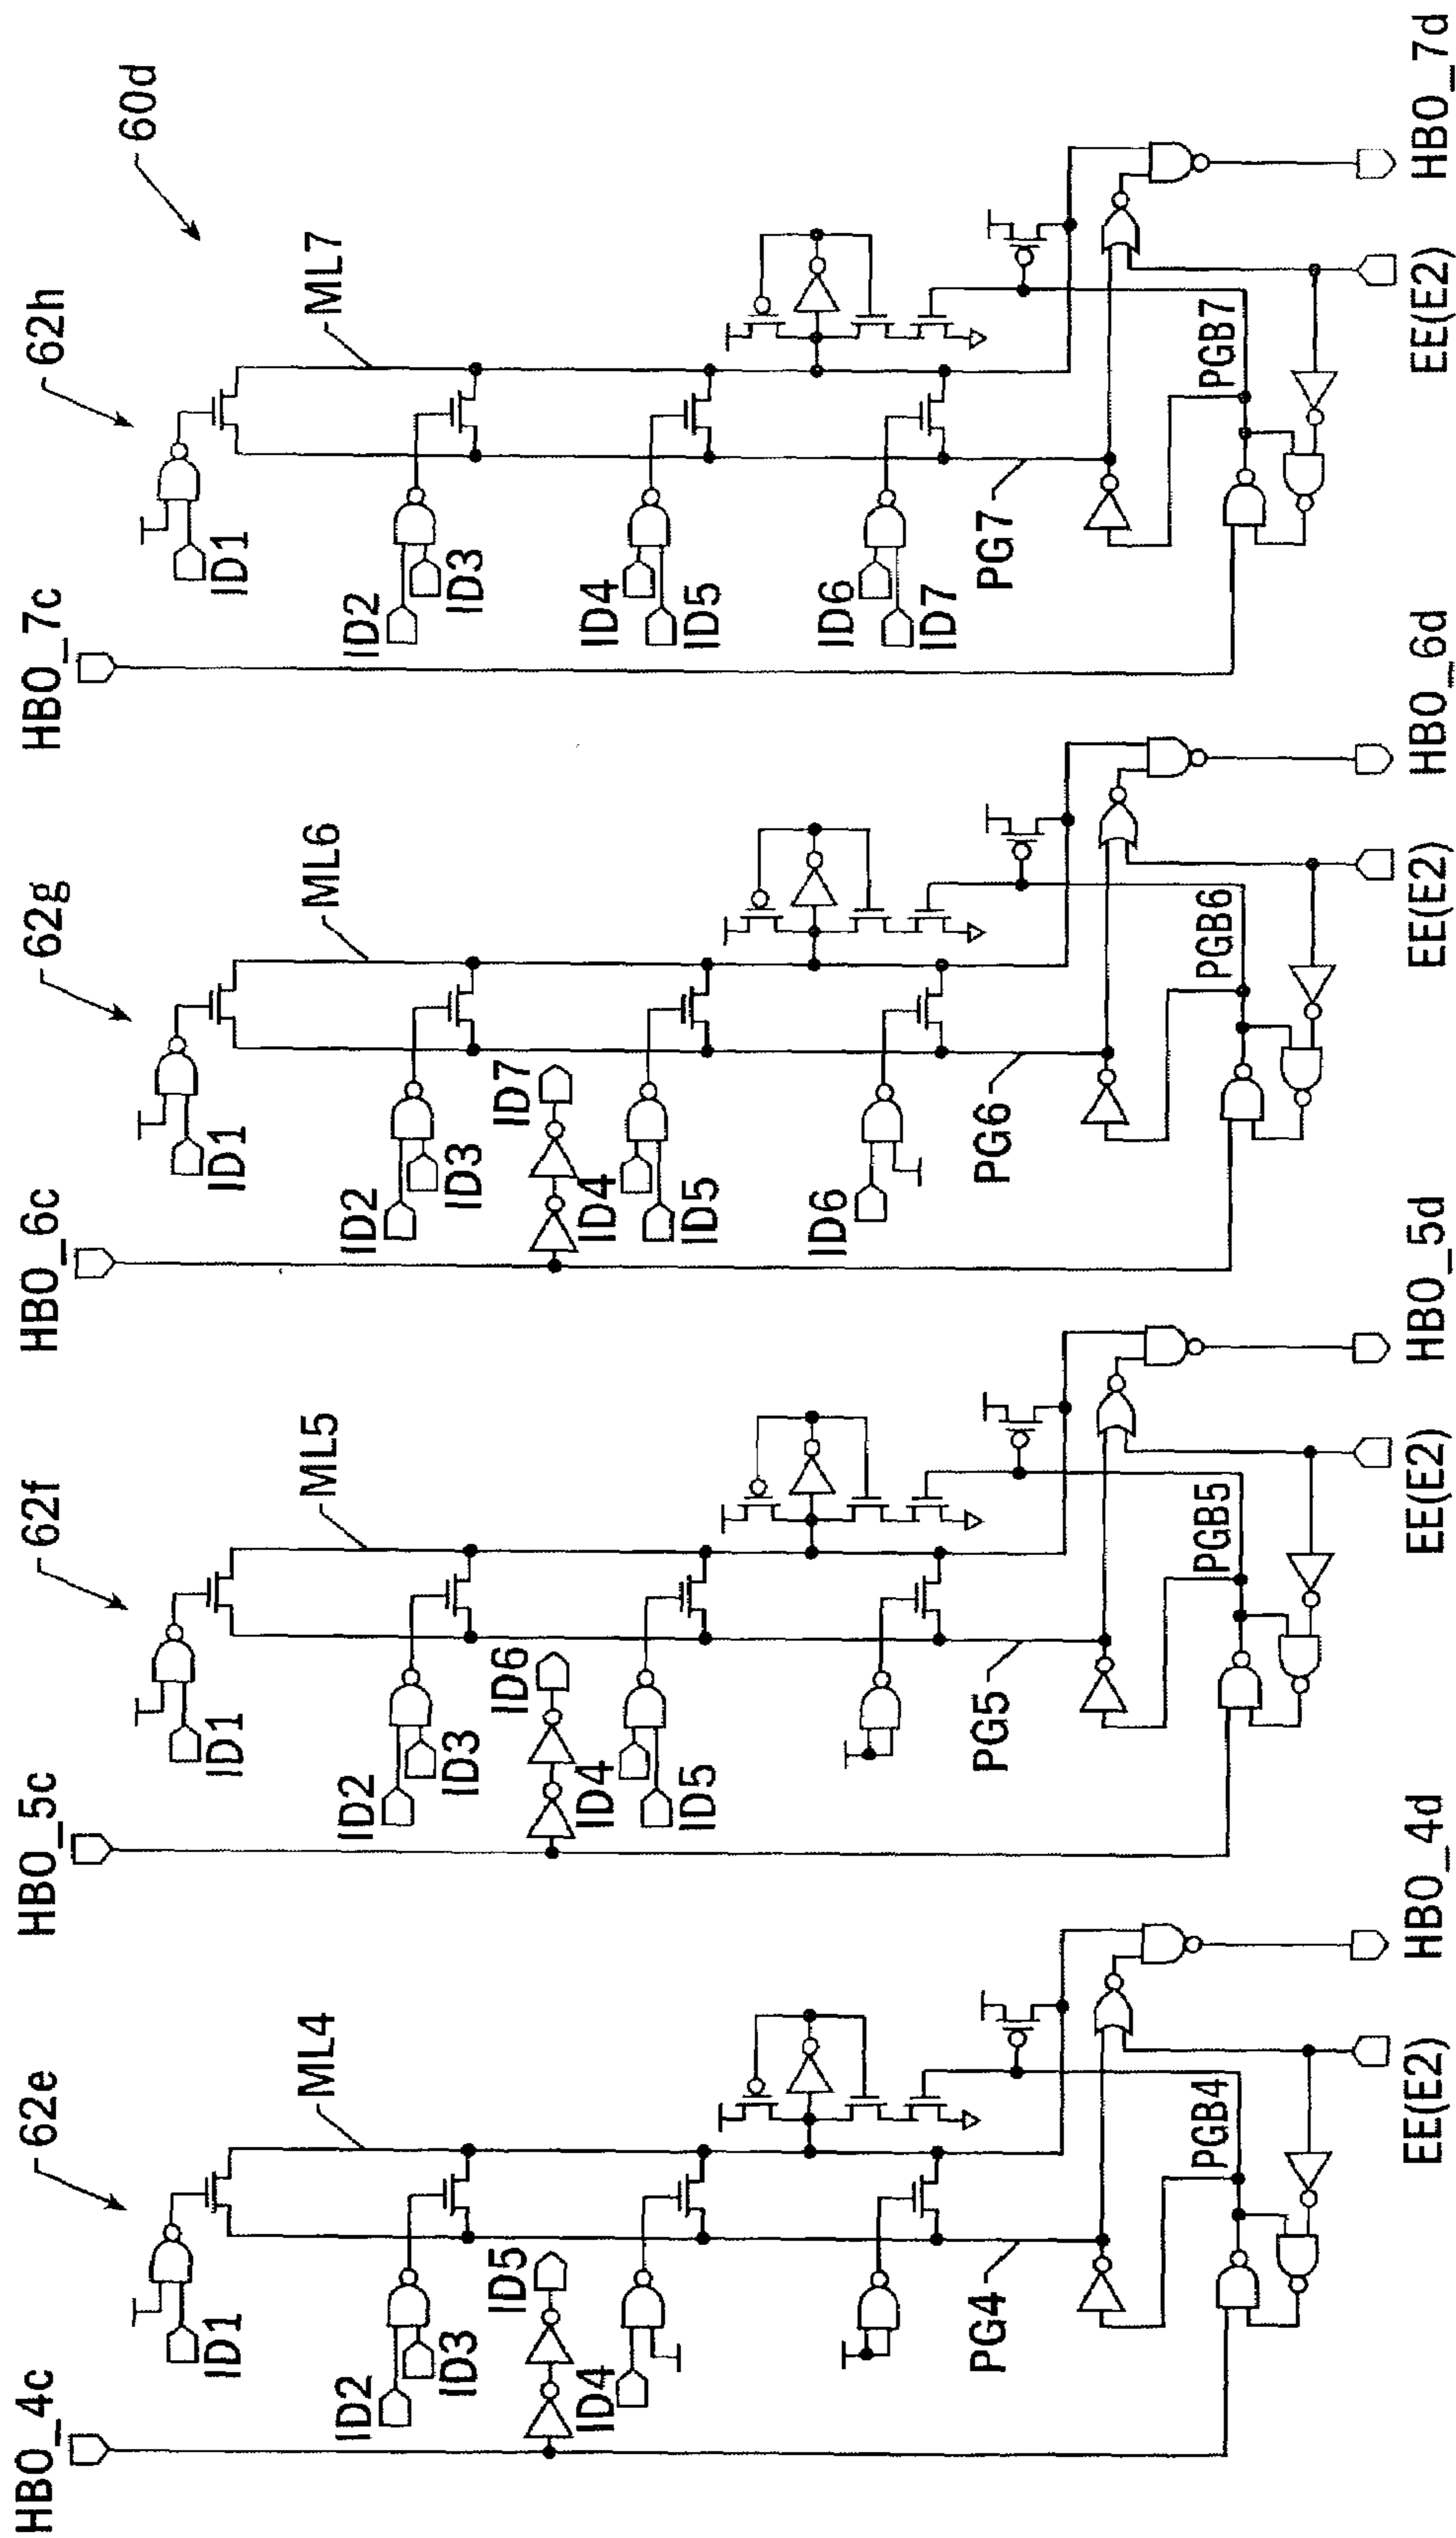 60d
62e
62f
62g
62h
HBO_4c
HBO_5c
HBO_6c
HBO_7c
ID1
ID2
ID3
ID5
ID4
ML4
PG4
PGB4
EE(E2)
HBO_4d
ID1
ID2
ID3
ID6
ID4
ID5
ML5
PG5
PGB5
EE(E2)
HBO_5d
ID1
ID2
ID3
ID7
ID4
ID5
ID6
ML6
PG6
PGB6
EE(E2)
HBO_6d
ID1
ID2
ID3
ID4
ID5
ID6
ID7
ML7
PG7
PGB7
EE(E2)
HBO_7d